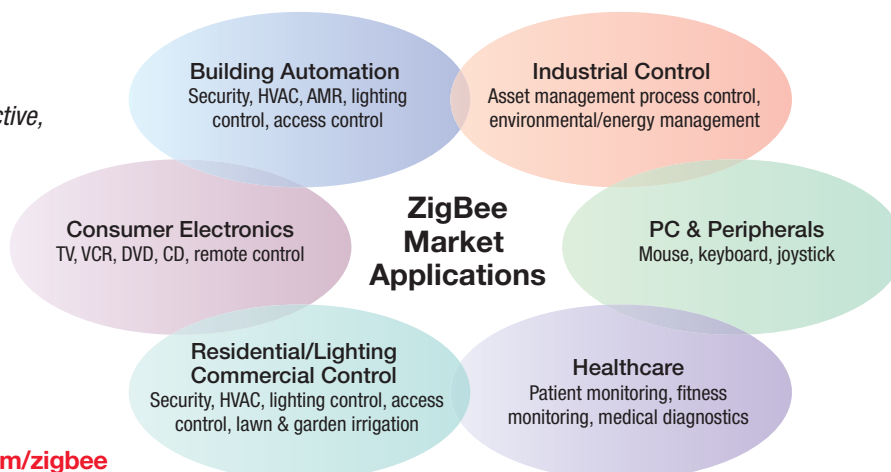 Building Automation
Security, HVAC, AMR, lighting
control, access control
Industrial Control
Asset management process control,
environmental/energy management
Consumer Electronics
TV, VCR, DVD, CD, remote control
ZigBee
Market
Applications
PC & Peripherals
Mouse, keyboard, joystick
Residential/Lighting
Commercial Control
Security, HVAC, lighting control, access
control, lawn & garden irrigation
Healthcare
Patient monitoring, fitness
monitoring, medical diagnostics
m/zigbee